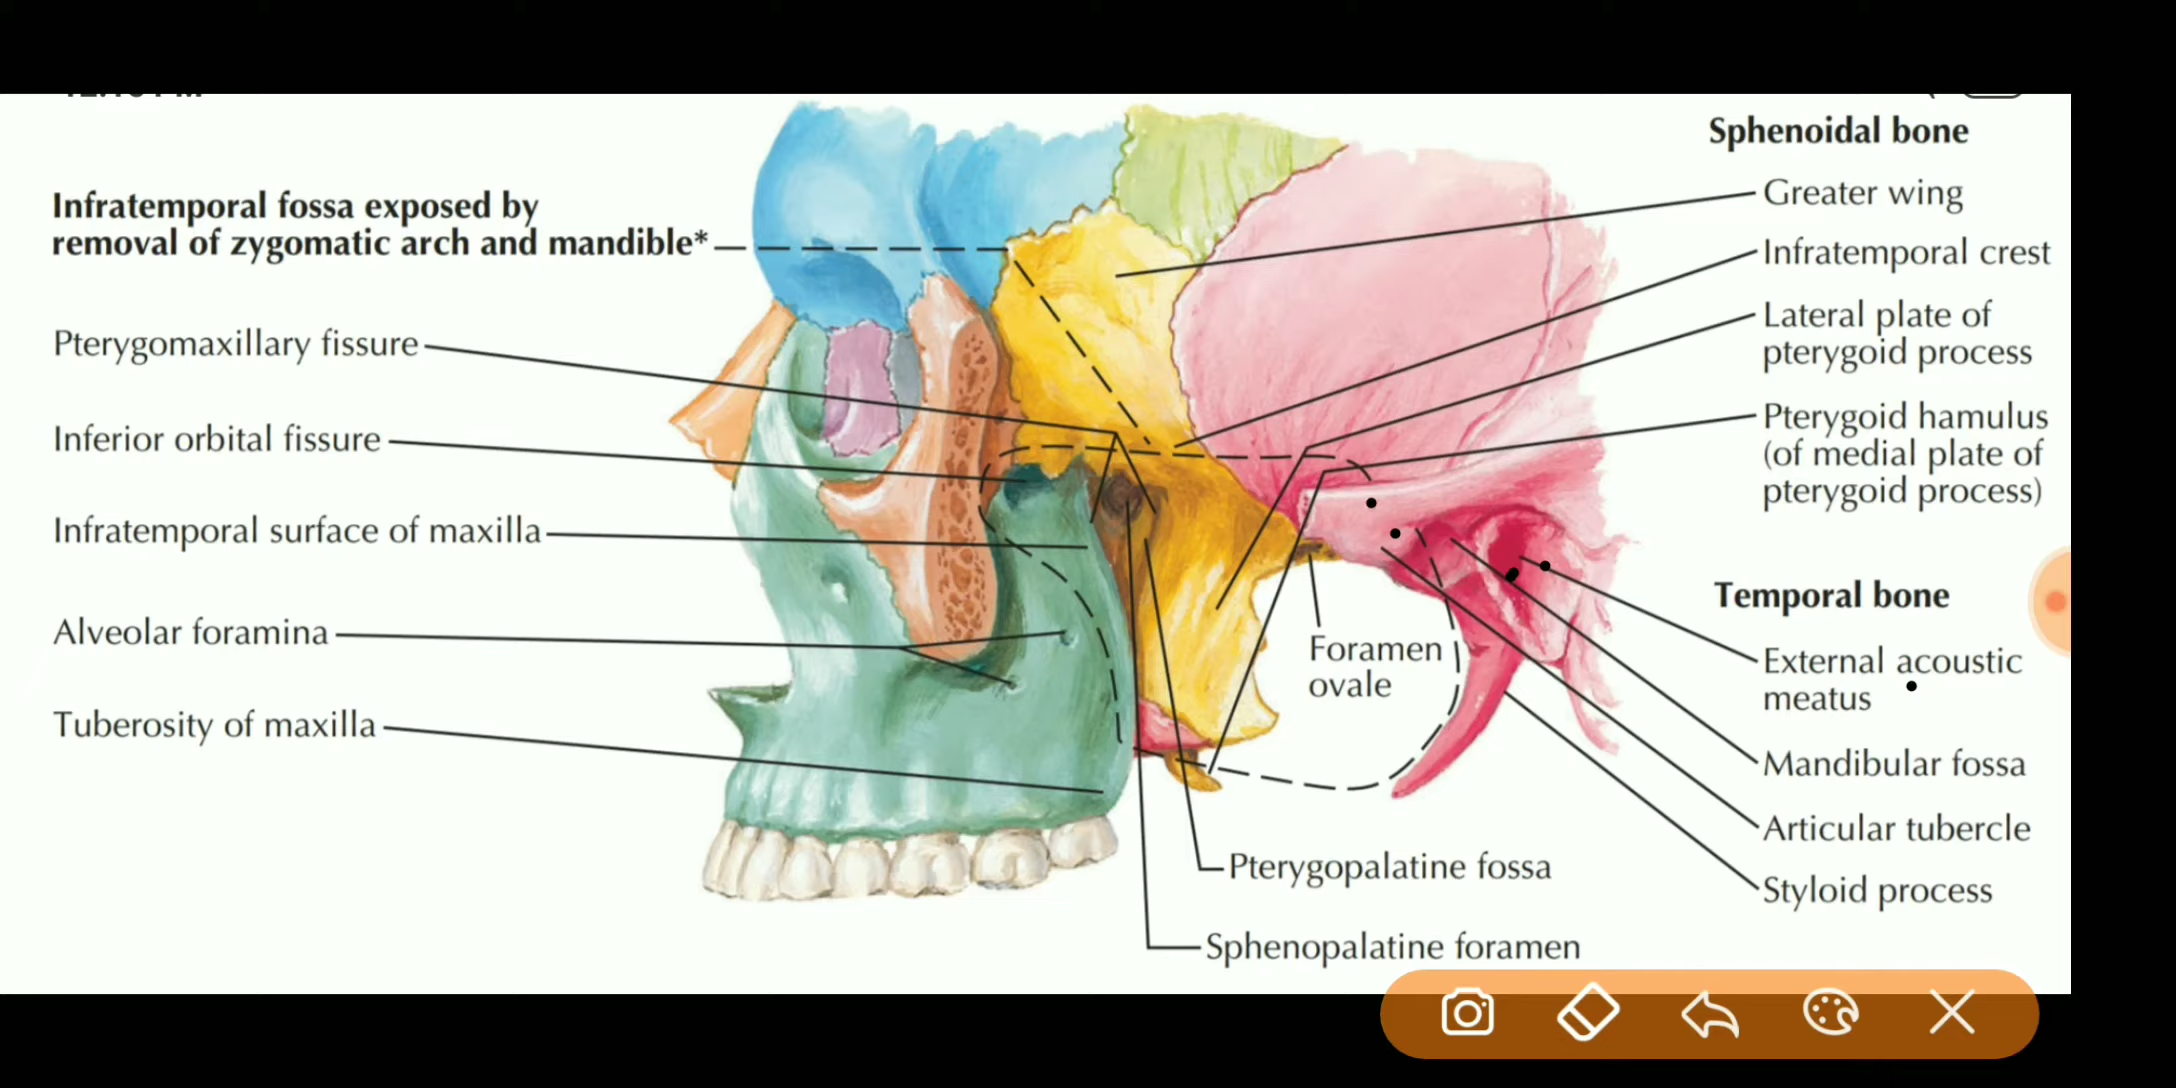 Infratemporal fossa exposed by
removal of zygomatic arch and mandible*
Pterygomaxillary fissure
Inferior orbital fissure
Infratemporal surface of maxilla
Alveolar foramina
Tuberosity of maxilla
Sphenoidal bone
Greater wing
Infratemporal crest
Lateral plate of
pterygoid process
Pterygoid hamulus
(of medial plate of
pterygoid process)
Temporal bone
External acoustic
meatus
Mandibular fossa
Articular tubercle
Styloid process
Foramen
ovale
Pterygopalatine fossa
Sphenopalatine foramen